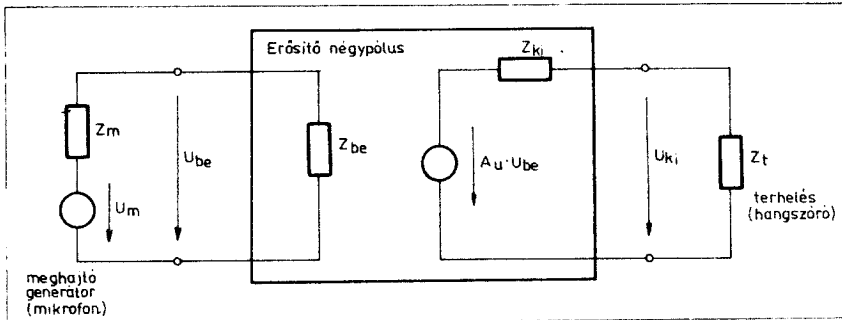 Erősítő négypólus
Zki
Zm
Ube
Zbe
Um
Au·Ube
Uki
Zt
terhelés
(hangszóró)
meghajtó
generátor
(mikrofon)